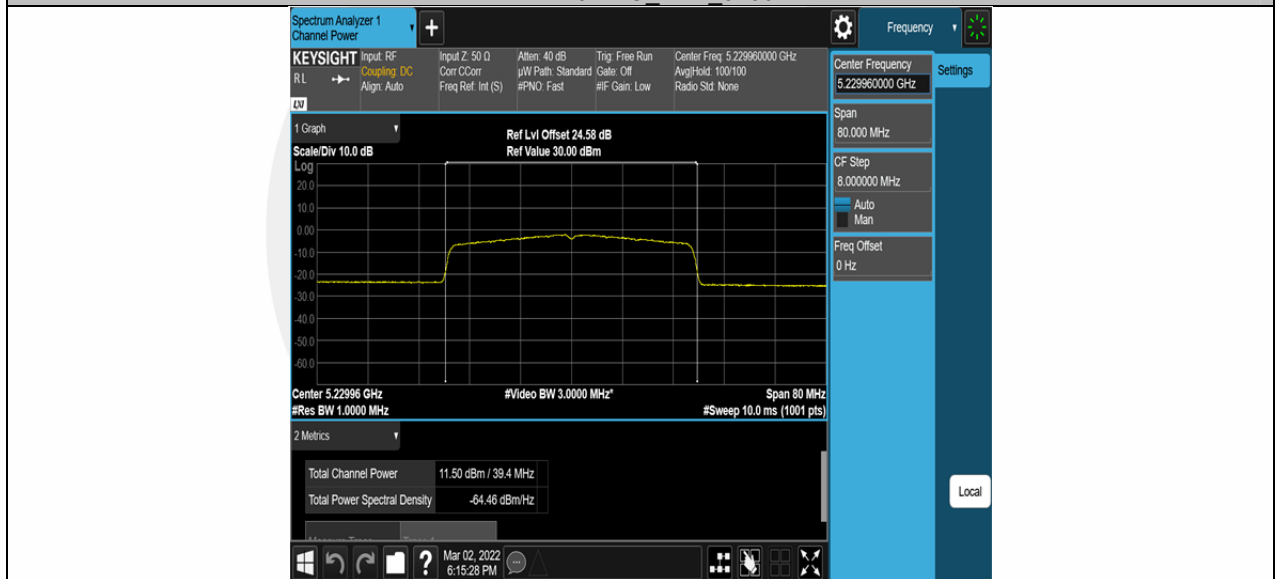 Spectrum Analyzer 1
Channel Power
+
Frequency
KEYSIGHT
RL
LXI
Input: RF
Coupling: DC
Align: Auto
Input Z: 50 Ω
Corr CCorr
Freq Ref: Int (S)
Atten: 40 dB
µW Path: Standard
#PNO: Fast
Trig: Free Run
Gate: Off
#IF Gain: Low
Center Freq: 5.229960000 GHz
Avg|Hold: 100/100
Radio Std: None
Center Frequency
5.229960000 GHz
Settings
Span
80.000 MHz
CF Step
8.000000 MHz
Auto
Man
Freq Offset
0 Hz
Local
1 Graph
Ref Lvl Offset 24.58 dB
Scale/Div 10.0 dB
Ref Value 30.00 dBm
Log
20.0
10.0
0.00
-10.0
-20.0
-30.0
-40.0
-50.0
-60.0
Center 5.22996 GHz
#Video BW 3.0000 MHz*
Span 80 MHz
#Res BW 1.0000 MHz
#Sweep 10.0 ms (1001 pts)
2 Metrics
Total Channel Power 11.50 dBm / 39.4 MHz
Total Power Spectral Density -64.46 dBm/Hz
?
Mar 02, 2022
6:15:28 PM